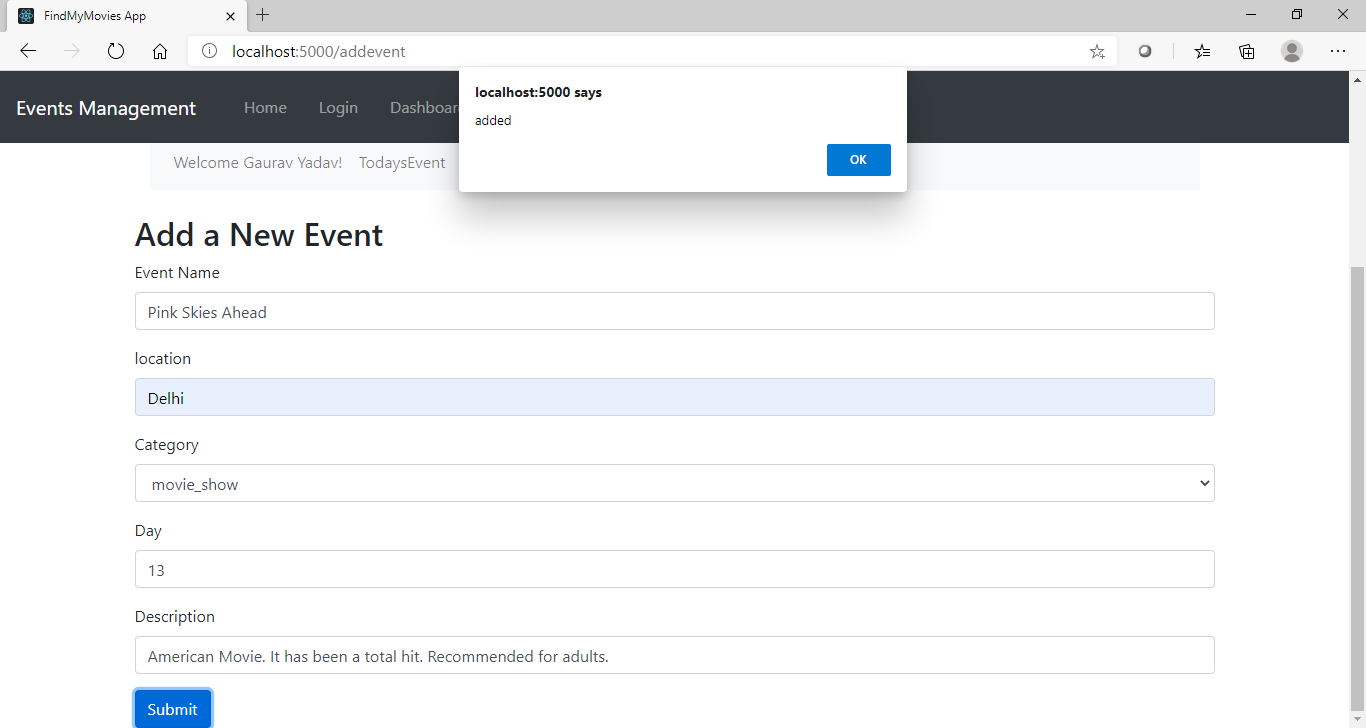 FindMyMovies App
localhost:5000/addevent
localhost:5000 says
added
OK
Events Management Home Login Dashboar
Welcome Gaurav Yadav! TodaysEvent
Add a New Event
Event Name
Pink Skies Ahead
location
Delhi
Category
movie_show
Day
13
Description
American Movie. It has been a total hit. Recommended for adults.
Submit